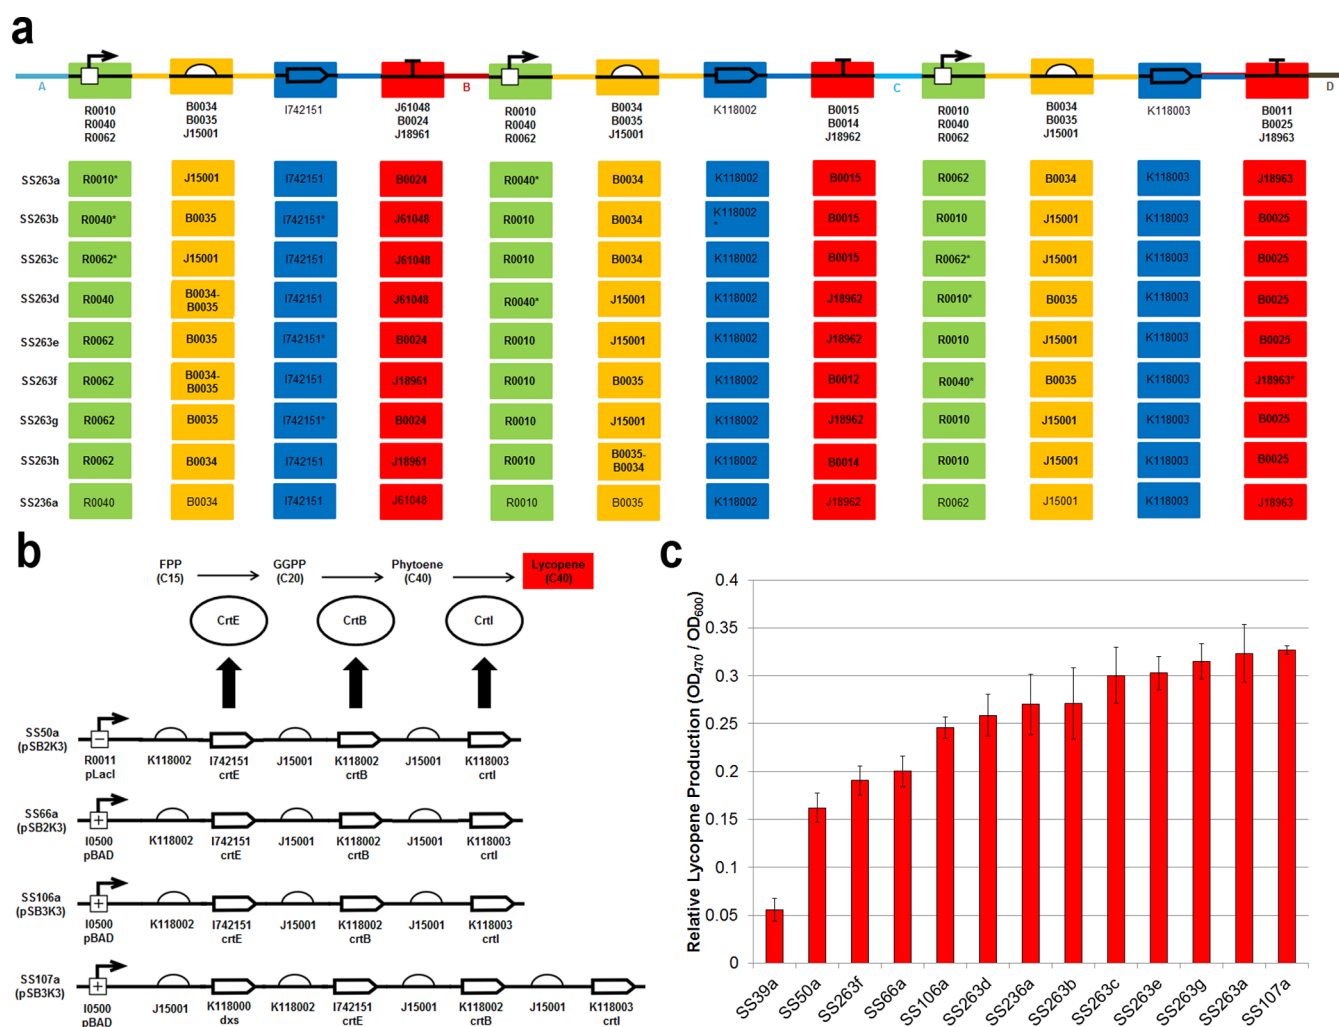 a
A
B
C
D
R0010
R0040
R0062
B0034
B0035
J15001
I742151
J61048
B0024
J18961
R0010
R0040
R0062
B0034
B0035
J15001
K118002
B0015
B0014
J18962
R0010
R0040
R0062
B0034
B0035
J15001
K118003
B0011
B0025
J18963
SS263a R0010* J15001 I742151 B0024 R0040* B0034 K118002 B0015 R0062 B0034 K118003 J18963
SS263b R0040* B0035 I742151* J61048 R0010 B0034 K118002 * B0015 R0010 J15001 K118003 B0025
SS263c R0062* J15001 I742151 J61048 R0010 B0034 K118002 B0015 R0062* J15001 K118003 B0025
SS263d R0040 B0034-B0035 I742151 J61048 R0040* J15001 K118002 J18962 R0010* B0035 K118003 B0025
SS263e R0062 B0035 I742151* B0024 R0010 J15001 K118002 J18962 R0010 J15001 K118003 B0025
SS263f R0062 B0034-B0035 I742151 J18961 R0010 B0035 K118002 B0012 R0040* B0035 K118003 J18963*
SS263g R0062 B0035 I742151* B0024 R0010 J15001 K118002 J18962 R0010 J15001 K118003 B0025
SS263h R0062 B0034 I742151 J18961 R0010 B0035-B0034 K118002 B0014 R0010 J15001 K118003 B0025
SS236a R0040 B0034 I742151 J61048 R0010 B0035 K118002 J18962 R0062 J15001 K118003 J18963
b
FPP
(C15)
GGPP
(C20)
Phytoene
(C40)
Lycopene
(C40)
CrtE
CrtB
CrtI
SS50a
(pSB2K3)
−
R0011
pLacI
K118002
I742151
crtE
J15001
K118002
crtB
J15001
K118003
crtI
SS66a
(pSB2K3)
+
I0500
pBAD
K118002
I742151
crtE
J15001
K118002
crtB
J15001
K118003
crtI
SS106a
(pSB3K3)
+
I0500
pBAD
K118002
I742151
crtE
J15001
K118002
crtB
J15001
K118003
crtI
SS107a
(pSB3K3)
+
I0500
pBAD
J15001
K118000
dxs
K118002
I742151
crtE
J15001
K118002
crtB
J15001
K118003
crtI
c
Relative Lycopene Production (OD470 / OD600)
0.4
0.35
0.3
0.25
0.2
0.15
0.1
0.05
0
SS39a
SS50a
SS263f
SS66a
SS106a
SS263d
SS236a
SS263b
SS263c
SS263e
SS263g
SS263a
SS107a